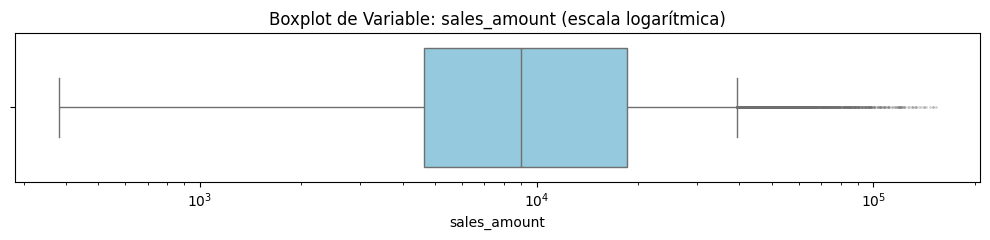 Boxplot de Variable: sales_amount (escala logarítmica)
10³ 10⁴ 10⁵
sales_amount